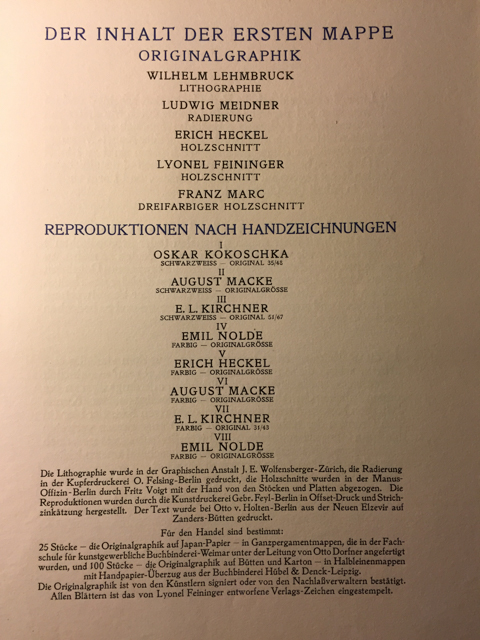 DER INHALT DER ERSTEN MAPPE
ORIGINALGRAPHIK
WILHELM LEHMBRUCK
LITHOGRAPHIE
LUDWIG MEIDNER
RADIERUNG
ERICH HECKEL
HOLZSCHNITT
LYONEL FEININGER
HOLZSCHNITT
FRANZ MARC
DREIFARBIGER HOLZSCHNITT
REPRODUKTIONEN NACH HANDZEICHNUNGEN
I
OSKAR KOKOSCHKA
SCHWARZWEISS — ORIGINAL 35/48
II
AUGUST MACKE
SCHWARZWEISS — ORIGINALGRÖSSE
III
E. L. KIRCHNER
SCHWARZWEISS — ORIGINAL 51/67
IV
EMIL NOLDE
FARBIG — ORIGINALGRÖSSE
V
ERICH HECKEL
FARBIG — ORIGINALGRÖSSE
VI
AUGUST MACKE
FARBIG — ORIGINALGRÖSSE
VII
E. L. KIRCHNER
FARBIG — ORIGINAL 31/43
VIII
EMIL NOLDE
FARBIG — ORIGINALGRÖSSE
Die Lithographie wurde in der Graphischen Anstalt J. E. Wolfensberger-Zürich, die Radierung
in der Kupferdruckerei O. Felsing-Berlin gedruckt, die Holzschnitte wurden in der Manus-
Offizin-Berlin durch Fritz Voigt mit der Hand von den Stöcken und Platten abgezogen. Die
Reproduktionen wurden durch die Kunstdruckerei Gebr. Feyl-Berlin in Offset-Druck und Strich-
zinkätzung hergestellt. Der Text wurde bei Otto v. Holten-Berlin aus der Neuen Elzevir auf
Zanders-Bütten gedruckt.
Für den Handel sind bestimmt:
25 Stücke — die Originalgraphik auf Japan-Papier — in Ganzpergamentmappen, die in der Fach-
schule für kunstgewerbliche Buchbinderei-Weimar unter der Leitung von Otto Dorfner angefertigt
wurden, und 100 Stücke — die Originalgraphik auf Bütten und Karton — in Halbleinenmappen
mit Handpapier-Überzug aus der Buchbinderei Hübel & Denck-Leipzig.
Die Originalgraphik ist von den Künstlern signiert oder von den Nachlaßverwaltern bestätigt.
Allen Blättern ist das von Lyonel Feininger entworfene Verlags-Zeichen eingestempelt.